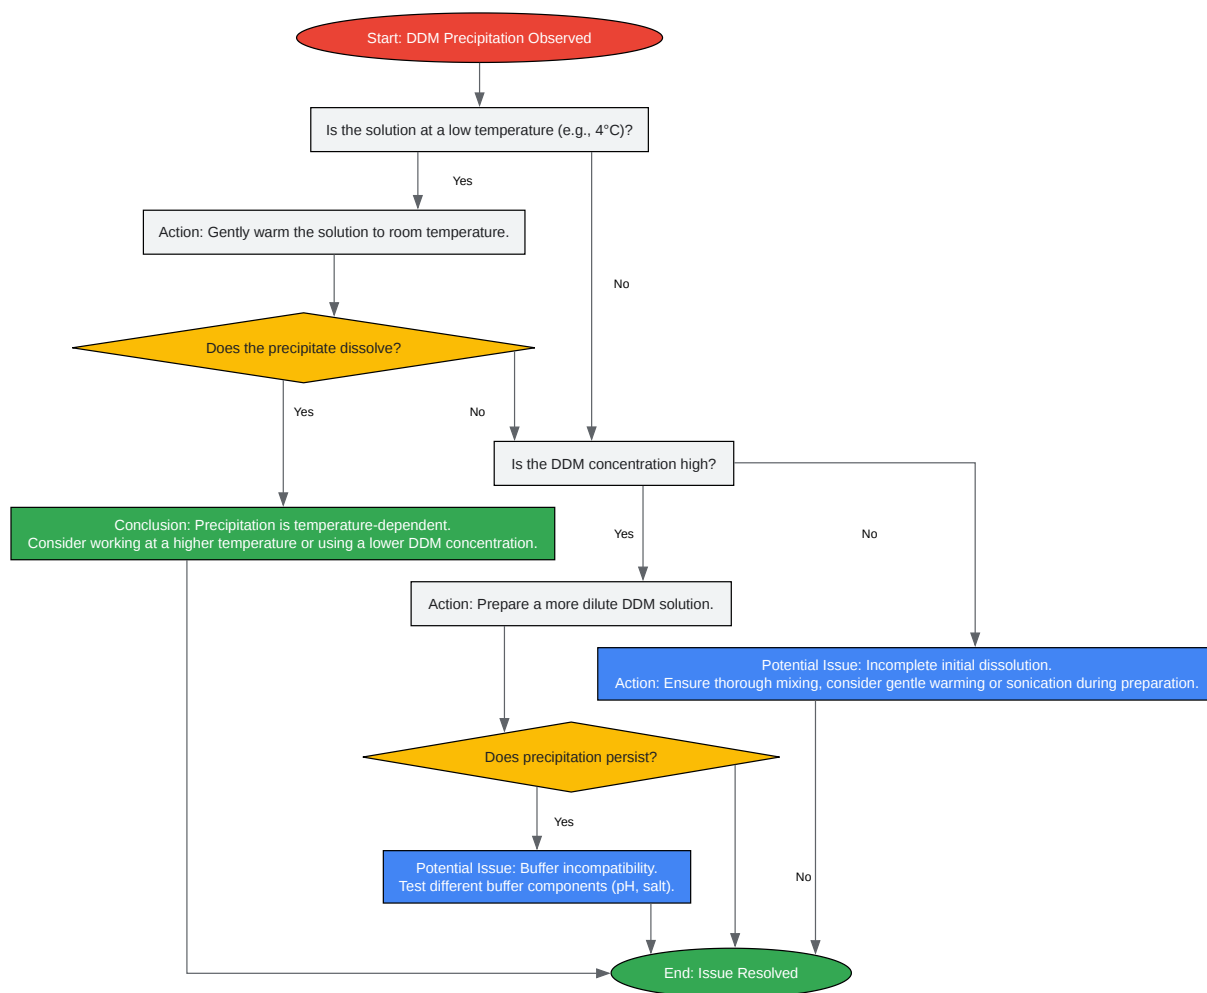 Start: DDM Precipitation Observed
Is the solution at a low temperature (e.g., 4°C)?
Yes
Action: Gently warm the solution to room temperature.
No
Does the precipitate dissolve?
Yes
No
Is the DDM concentration high?
Conclusion: Precipitation is temperature-dependent.
Consider working at a higher temperature or using a lower DDM concentration.
Yes
No
Action: Prepare a more dilute DDM solution.
Potential Issue: Incomplete initial dissolution.
Action: Ensure thorough mixing, consider gentle warming or sonication during preparation.
Does precipitation persist?
Yes
Potential Issue: Buffer incompatibility.
Test different buffer components (pH, salt).
No
End: Issue Resolved